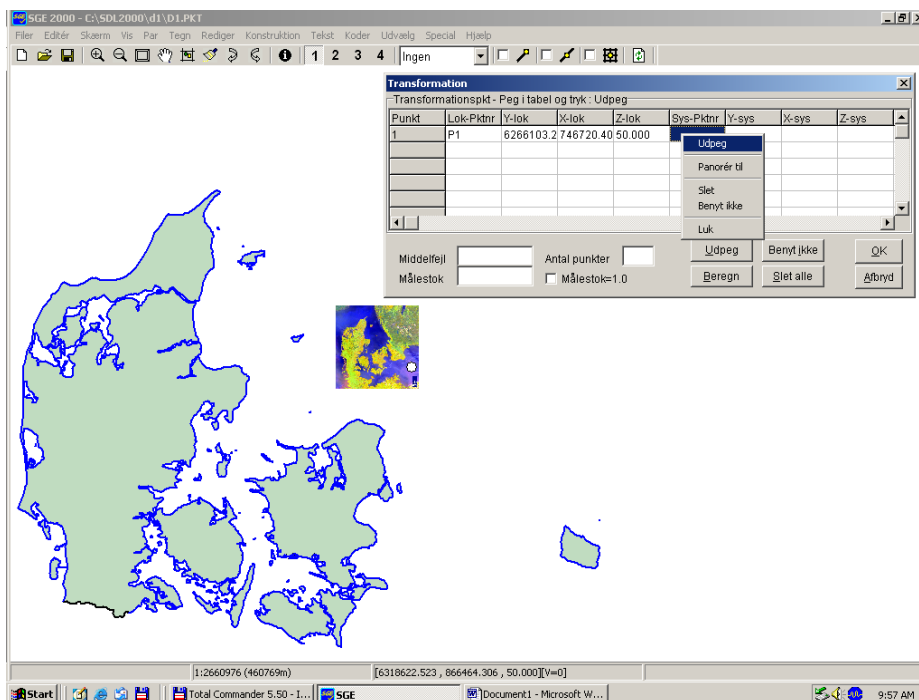 SGE 2000 - C:\SDL2000\d1\D1.PKT
Filer Editér Skærm Vis Par Tegn Rediger Konstruktion Tekst Koder Udvælg Special Hjælp
1 2 3 4 Ingen
Transformation
Transformationspkt - Peg i tabel og tryk : Udpeg
Punkt Lok-Pktnr Y-lok X-lok Z-lok Sys-Pktnr Y-sys X-sys Z-sys
1 P1 6266103.2 746720.40 50.000
Udpeg
Panorér til
Slet
Benyt ikke
Luk
Middelfejl Antal punkter Udpeg Benyt ikke OK
Målestok Målestok=1.0 Beregn Slet alle Afbryd
1:2660976 (460769m) [6318622.523 , 866464.306 , 50.000][V=0]
Start Total Commander 5.50 - I... SGE Document1 - Microsoft W... 9:57 AM